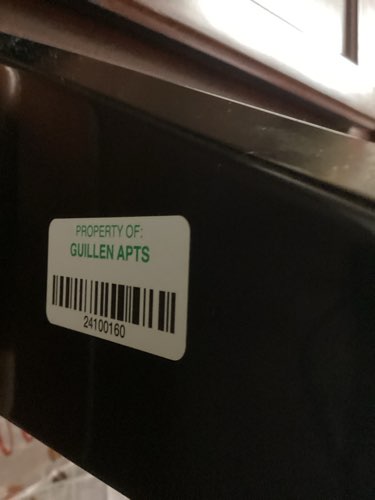 PROPERTY OF:
GUILLEN APTS
24100160